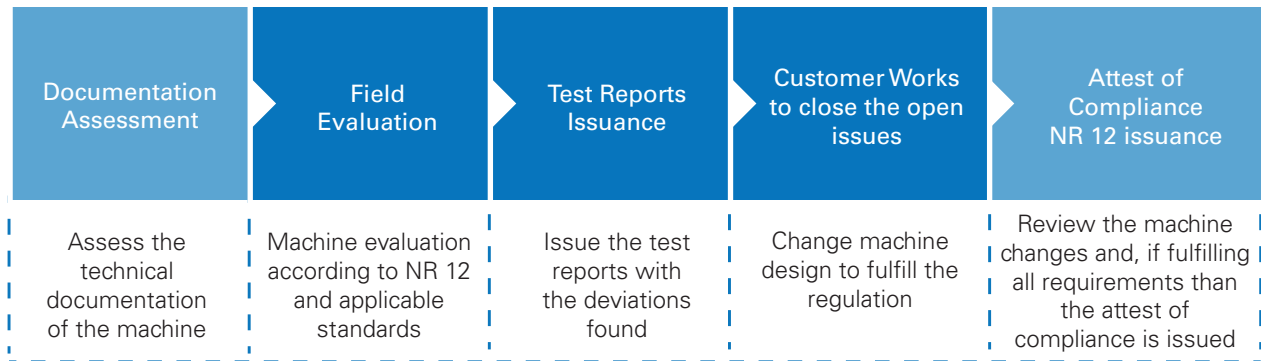 Documentation
Assessment
Field
Evaluation
Test Reports
Issuance
Customer Works
to close the open
issues
Attest of
Compliance
NR 12 issuance
Assess the
technical
documentation
of the machine
Machine evaluation
according to NR 12
and applicable
standards
Issue the test
reports with
the deviations
found
Change machine
design to fulfill the
regulation
Review the machine
changes and, if fulfilling
all requirements than
the attest of
compliance is issued